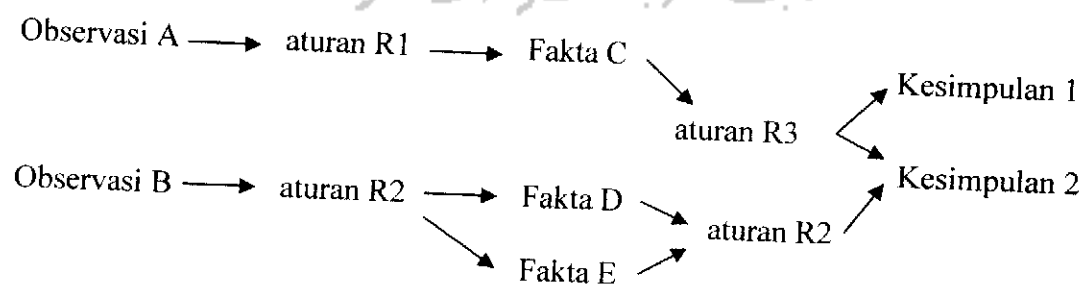 Observasi A aturan R1 Fakta C
Kesimpulan 1
aturan R3
Observasi B aturan R2 Fakta D Kesimpulan 2
aturan R2
Fakta E